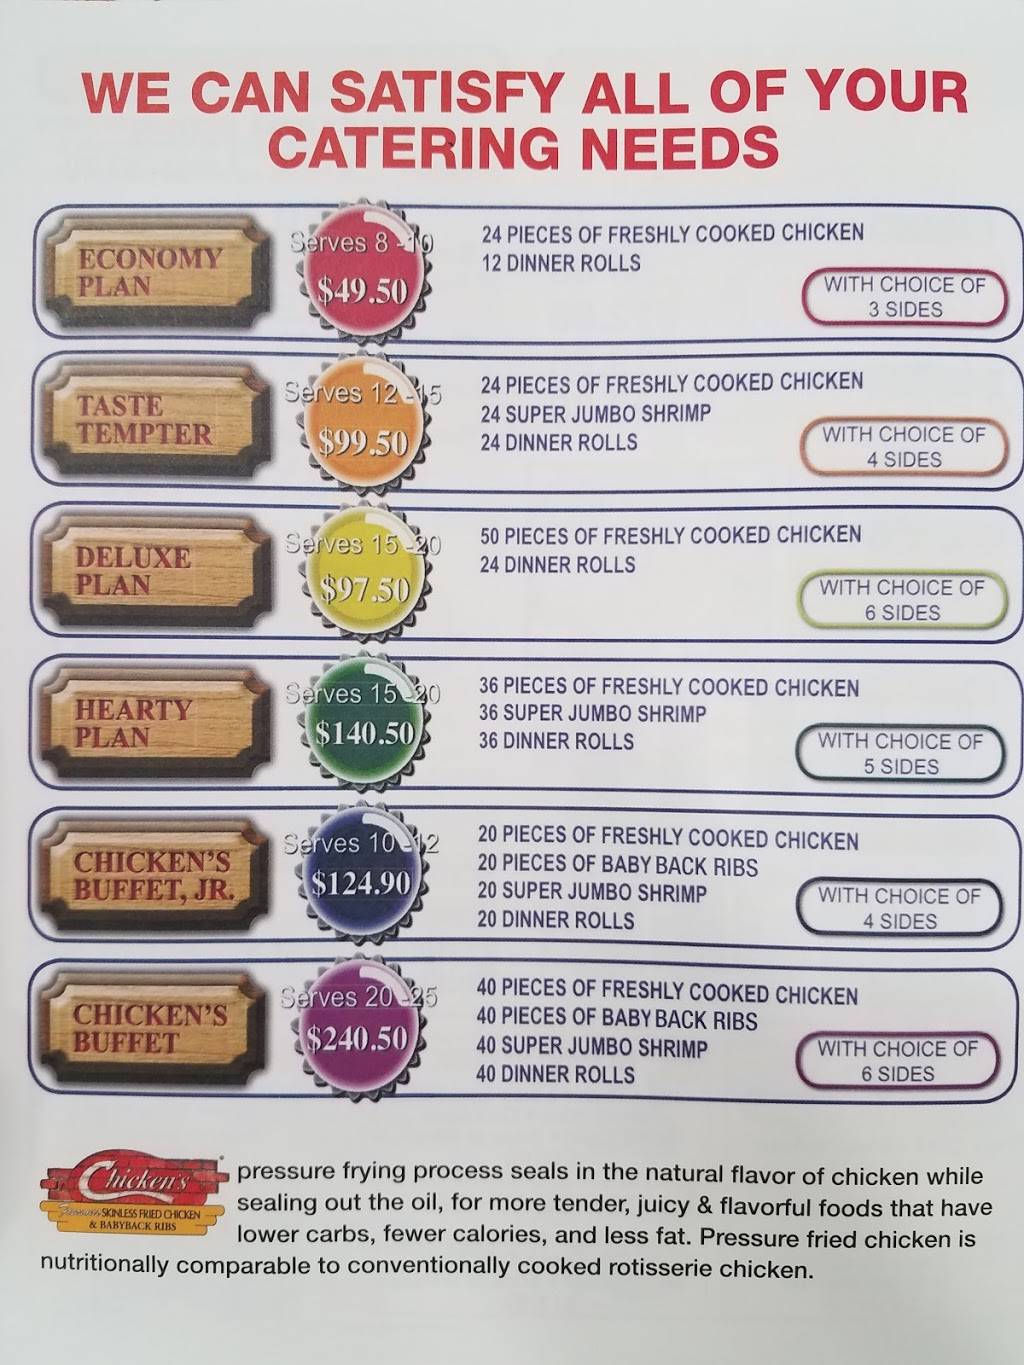 WE CAN SATISFY ALL OF YOUR
CATERING NEEDS
ECONOMY
PLAN
Serves 8 -10
$49.50
24 PIECES OF FRESHLY COOKED CHICKEN
12 DINNER ROLLS
WITH CHOICE OF
3 SIDES
TASTE
TEMPTER
Serves 12 -15
$99.50
24 PIECES OF FRESHLY COOKED CHICKEN
24 SUPER JUMBO SHRIMP
24 DINNER ROLLS
WITH CHOICE OF
4 SIDES
DELUXE
PLAN
Serves 15 -20
$97.50
50 PIECES OF FRESHLY COOKED CHICKEN
24 DINNER ROLLS
WITH CHOICE OF
6 SIDES
HEARTY
PLAN
Serves 15 -20
$140.50
36 PIECES OF FRESHLY COOKED CHICKEN
36 SUPER JUMBO SHRIMP
36 DINNER ROLLS
WITH CHOICE OF
5 SIDES
CHICKEN'S
BUFFET, JR.
Serves 10 -12
$124.90
20 PIECES OF FRESHLY COOKED CHICKEN
20 PIECES OF BABY BACK RIBS
20 SUPER JUMBO SHRIMP
20 DINNER ROLLS
WITH CHOICE OF
4 SIDES
CHICKEN'S
BUFFET
Serves 20 -25
$240.50
40 PIECES OF FRESHLY COOKED CHICKEN
40 PIECES OF BABY BACK RIBS
40 SUPER JUMBO SHRIMP
40 DINNER ROLLS
WITH CHOICE OF
6 SIDES
Chicken's
SKINLESS FRIED CHICKEN
& BABYBACK RIBS
pressure frying process seals in the natural flavor of chicken while
sealing out the oil, for more tender, juicy & flavorful foods that have
lower carbs, fewer calories, and less fat. Pressure fried chicken is
nutritionally comparable to conventionally cooked rotisserie chicken.